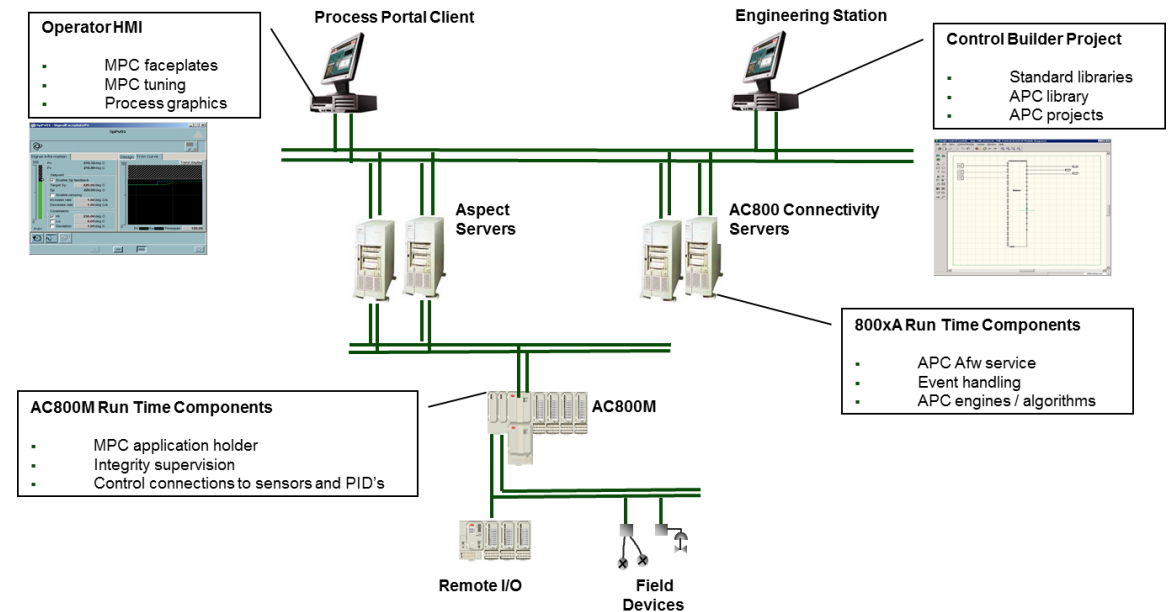 Process Portal Client
Engineering Station
Operator HMI
▪ MPC faceplates
▪ MPC tuning
▪ Process graphics
Control Builder Project
▪ Standard libraries
▪ APC library
▪ APC projects
Aspect
Servers
AC800 Connectivity
Servers
800xA Run Time Components
▪ APC Afw service
▪ Event handling
▪ APC engines / algorithms
AC800M Run Time Components
▪ MPC application holder
▪ Integrity supervision
▪ Control connections to sensors and PID's
AC800M
Remote I/O
Field
Devices